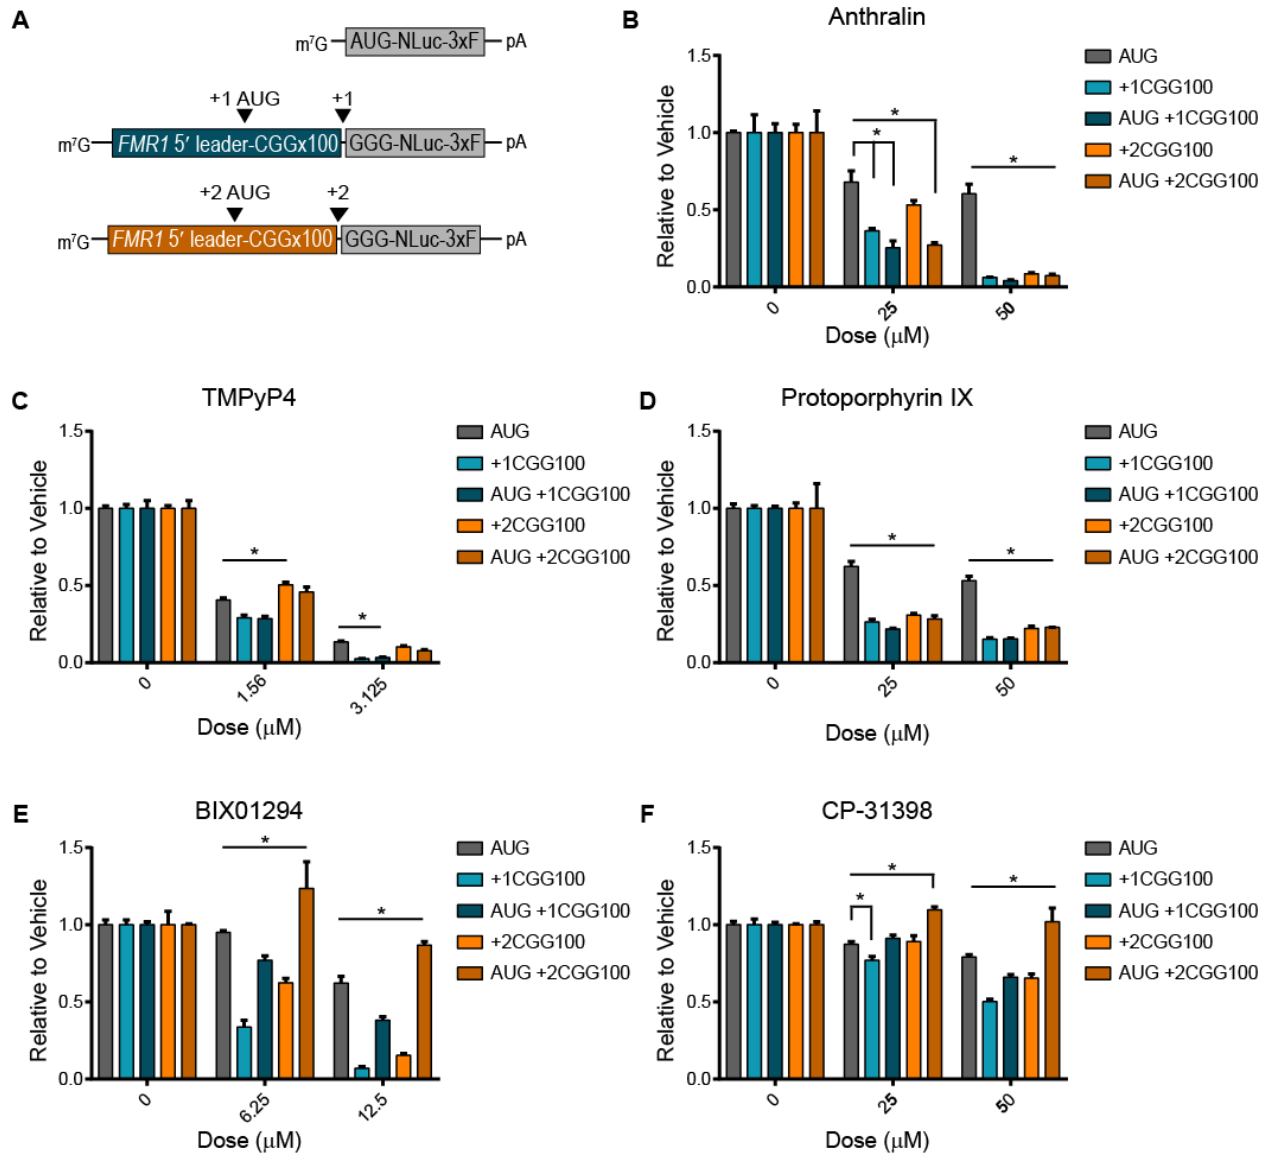 A
m⁷G AUG-NLuc-3xF pA
+1 AUG +1
m⁷G FMR1 5′ leader-CGGx100 GGG-NLuc-3xF pA
+2 AUG +2
m⁷G FMR1 5′ leader-CGGx100 GGG-NLuc-3xF pA
B
Anthralin
Relative to Vehicle
1.5
1.0
0.5
0.0
* * *
0 25 50
Dose (μM)
AUG
+1CGG100
AUG +1CGG100
+2CGG100
AUG +2CGG100
C
TMPyP4
Relative to Vehicle
1.5
1.0
0.5
0.0
* *
0 1.56 3.125
Dose (μM)
AUG
+1CGG100
AUG +1CGG100
+2CGG100
AUG +2CGG100
D
Protoporphyrin IX
Relative to Vehicle
1.5
1.0
0.5
0.0
* *
0 25 50
Dose (μM)
AUG
+1CGG100
AUG +1CGG100
+2CGG100
AUG +2CGG100
E
BIX01294
Relative to Vehicle
1.5
1.0
0.5
0.0
* *
0 6.25 12.5
Dose (μM)
AUG
+1CGG100
AUG +1CGG100
+2CGG100
AUG +2CGG100
F
CP-31398
Relative to Vehicle
1.5
1.0
0.5
0.0
* * *
0 25 50
Dose (μM)
AUG
+1CGG100
AUG +1CGG100
+2CGG100
AUG +2CGG100